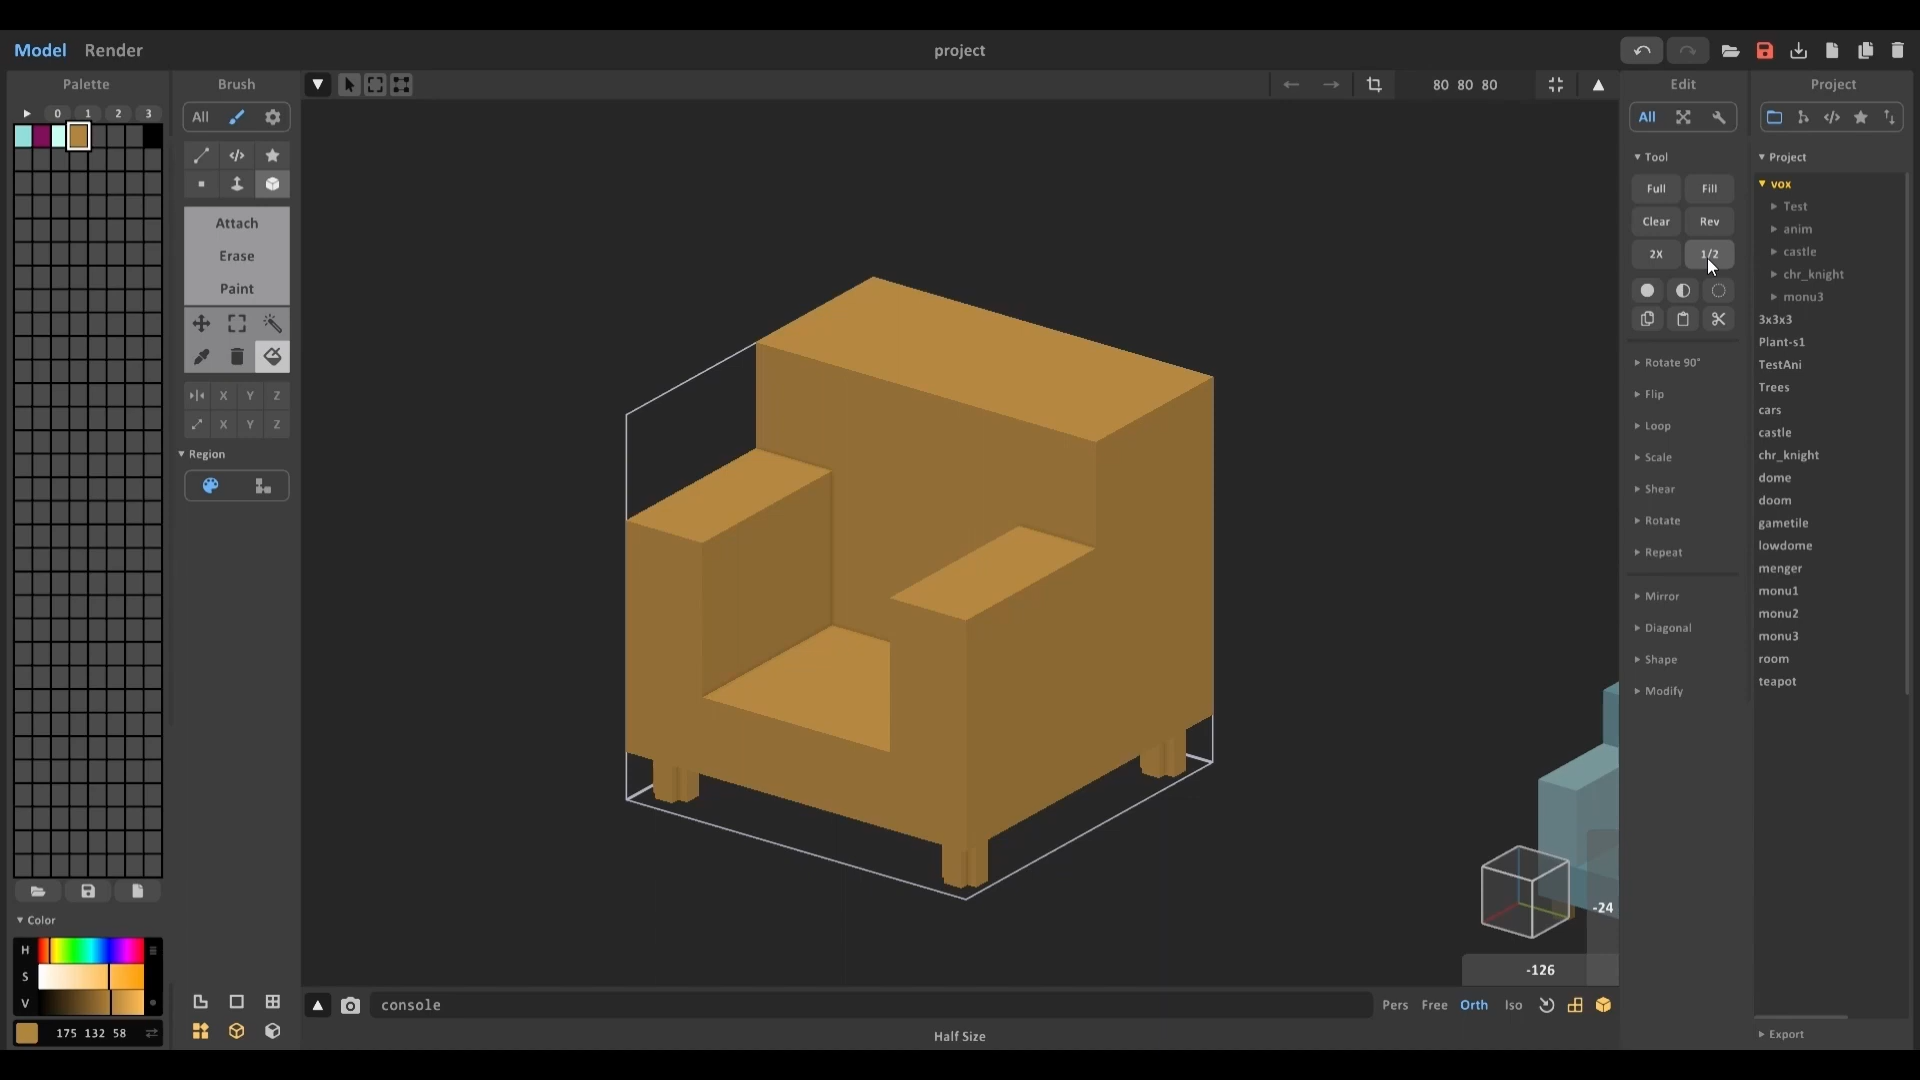 Model Render
project
Palette
Brush
80 80 80
Edit
Project
0 1 2 3
All
All
Tool
Project
Full Fill
vox
Test
Attach
Clear Rev
anim
Erase
2X 1/2
castle
Paint
chr_knight
monu3
3x3x3
Plant-s1
Rotate 90°
TestAni
Flip
Trees
X Y Z
cars
X Y Z
Loop
castle
Region
Scale
chr_knight
Shear
dome
Rotate
doom
gametile
Repeat
lowdome
menger
Mirror
monu1
Diagonal
monu2
Shape
monu3
room
Modify
teapot
Color
H
S
V
-24
-126
175 132 58
console
Pers Free Orth Iso
Half Size
Export